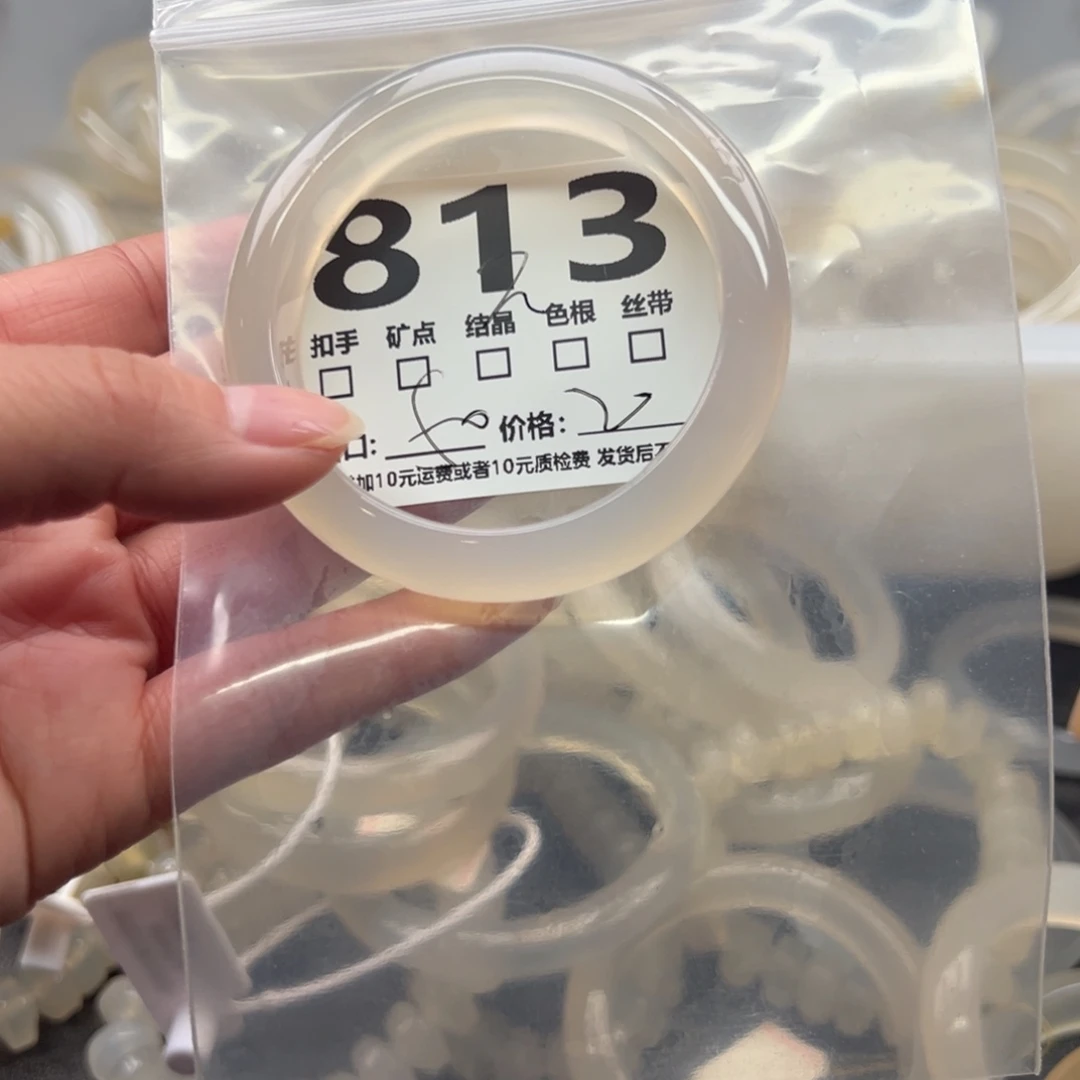 813
扣手 矿点 结晶 色根 丝带
口: 价格:
加10元运费或者10元质检费 发货后不